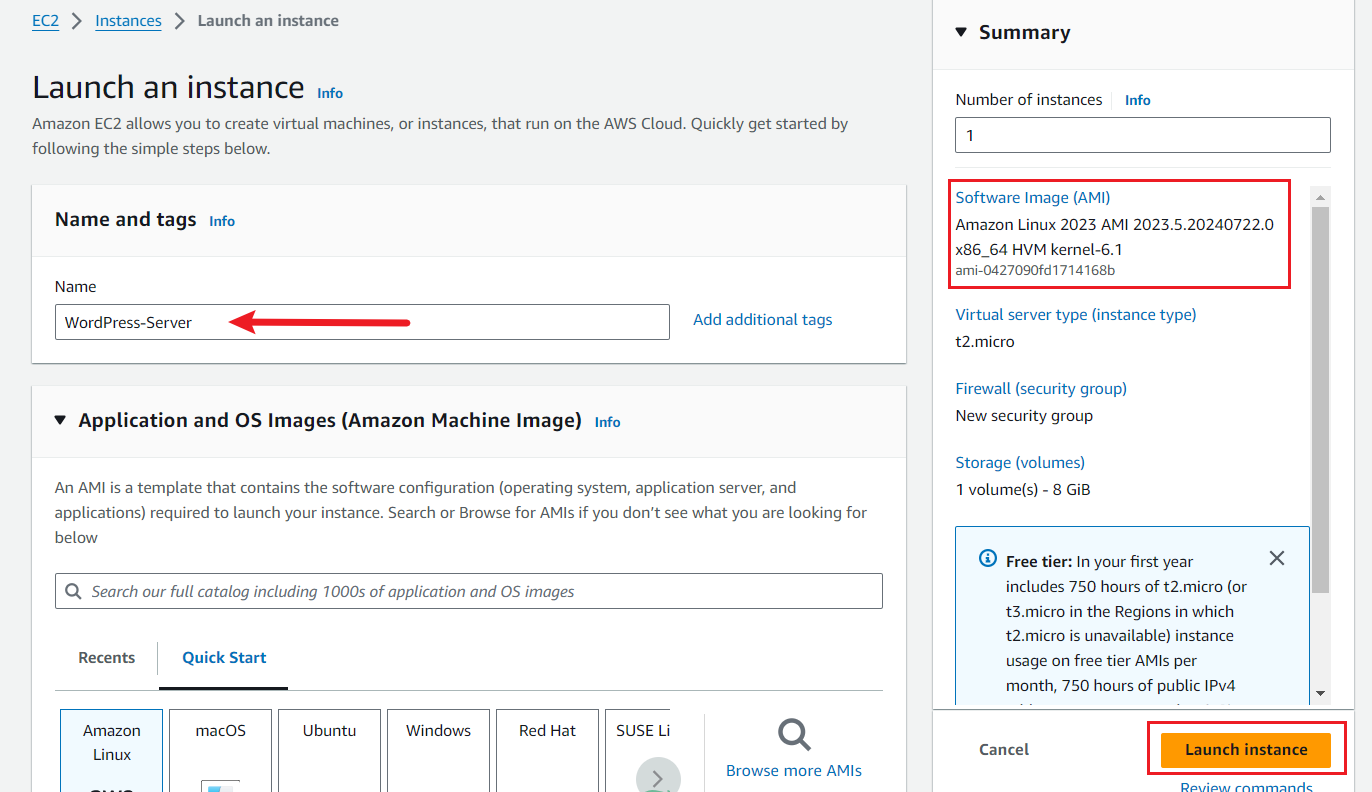 EC2 > Instances > Launch an instance
Launch an instance Info
Amazon EC2 allows you to create virtual machines, or instances, that run on the AWS Cloud. Quickly get started by
following the simple steps below.
Name and tags Info
Name
WordPress-Server
Add additional tags
Application and OS Images (Amazon Machine Image) Info
An AMI is a template that contains the software configuration (operating system, application server, and
applications) required to launch your instance. Search or Browse for AMIs if you don’t see what you are looking for
below
Search our full catalog including 1000s of application and OS images
Recents
Quick Start
Amazon
Linux
macOS
Ubuntu
Windows
Red Hat
SUSE Li
Browse more AMIs
Summary
Number of instances Info
1
Software Image (AMI)
Amazon Linux 2023 AMI 2023.5.20240722.0
x86_64 HVM kernel-6.1
ami-0427090fd1714168b
Virtual server type (instance type)
t2.micro
Firewall (security group)
New security group
Storage (volumes)
1 volume(s) - 8 GiB
Free tier: In your first year
includes 750 hours of t2.micro (or
t3.micro in the Regions in which
t2.micro is unavailable) instance
usage on free tier AMIs per
month, 750 hours of public IPv4
Cancel
Launch instance
Review commands